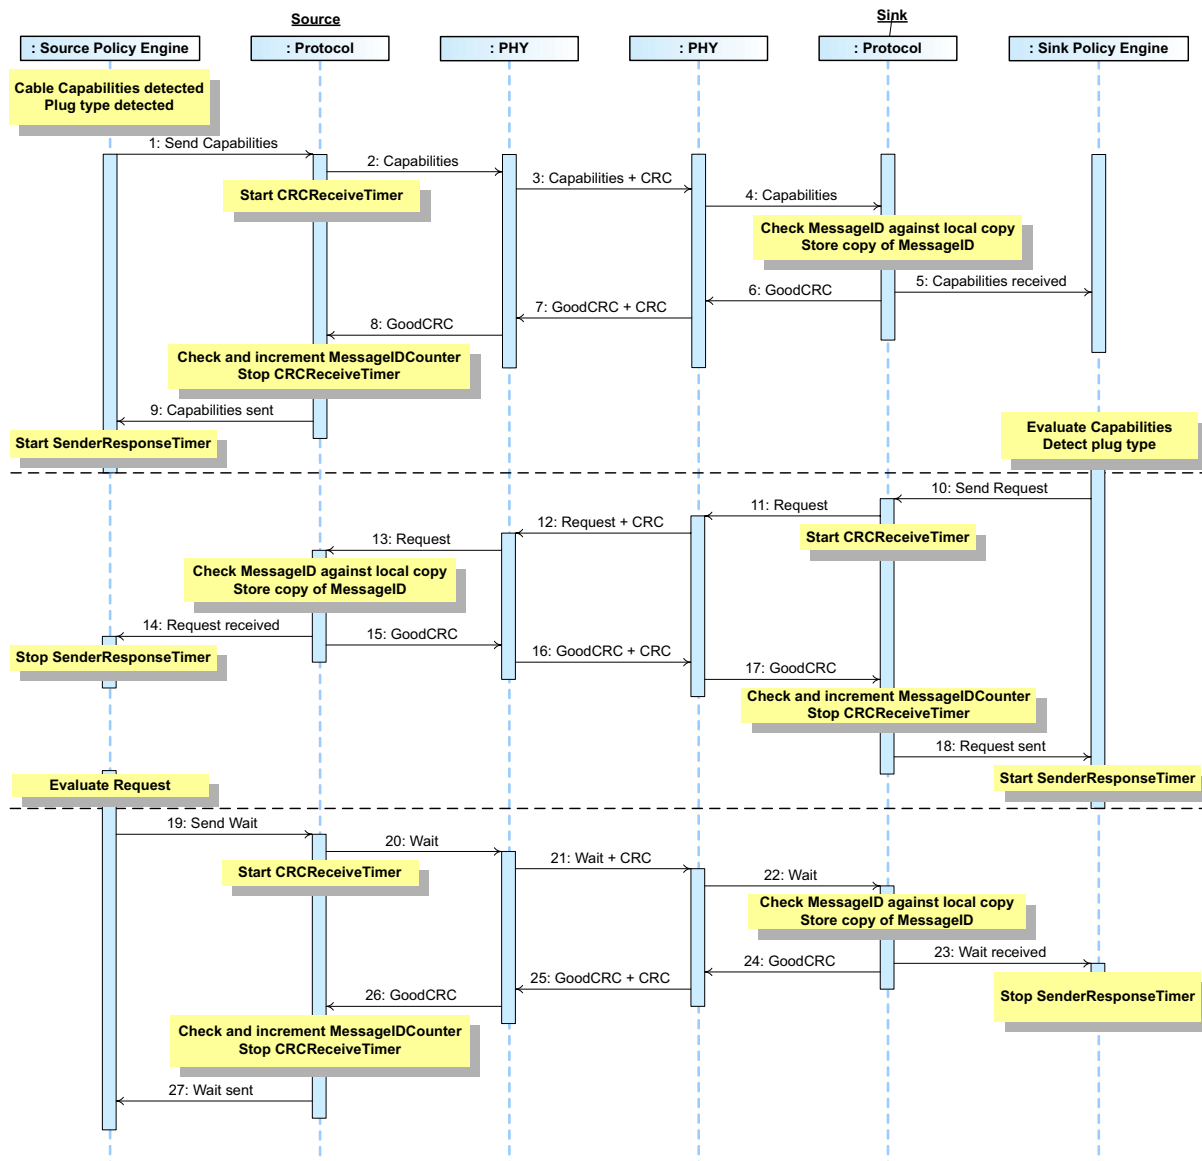 Source
Sink
: Source Policy Engine
: Protocol
: PHY
: PHY
: Protocol
: Sink Policy Engine
Cable Capabilities detected
Plug type detected
1: Send Capabilities
2: Capabilities
3: Capabilities + CRC
Start CRCReceiveTimer
4: Capabilities
Check MessageID against local copy
Store copy of MessageID
5: Capabilities received
6: GoodCRC
7: GoodCRC + CRC
8: GoodCRC
Check and increment MessageIDCounter
Stop CRCReceiveTimer
9: Capabilities sent
Start SenderResponseTimer
Evaluate Capabilities
Detect plug type
10: Send Request
11: Request
12: Request + CRC
Start CRCReceiveTimer
13: Request
Check MessageID against local copy
Store copy of MessageID
14: Request received
15: GoodCRC
Stop SenderResponseTimer
16: GoodCRC + CRC
17: GoodCRC
Check and increment MessageIDCounter
Stop CRCReceiveTimer
18: Request sent
Start SenderResponseTimer
Evaluate Request
19: Send Wait
20: Wait
21: Wait + CRC
Start CRCReceiveTimer
22: Wait
Check MessageID against local copy
Store copy of MessageID
23: Wait received
24: GoodCRC
25: GoodCRC + CRC
26: GoodCRC
Stop SenderResponseTimer
Check and increment MessageIDCounter
Stop CRCReceiveTimer
27: Wait sent